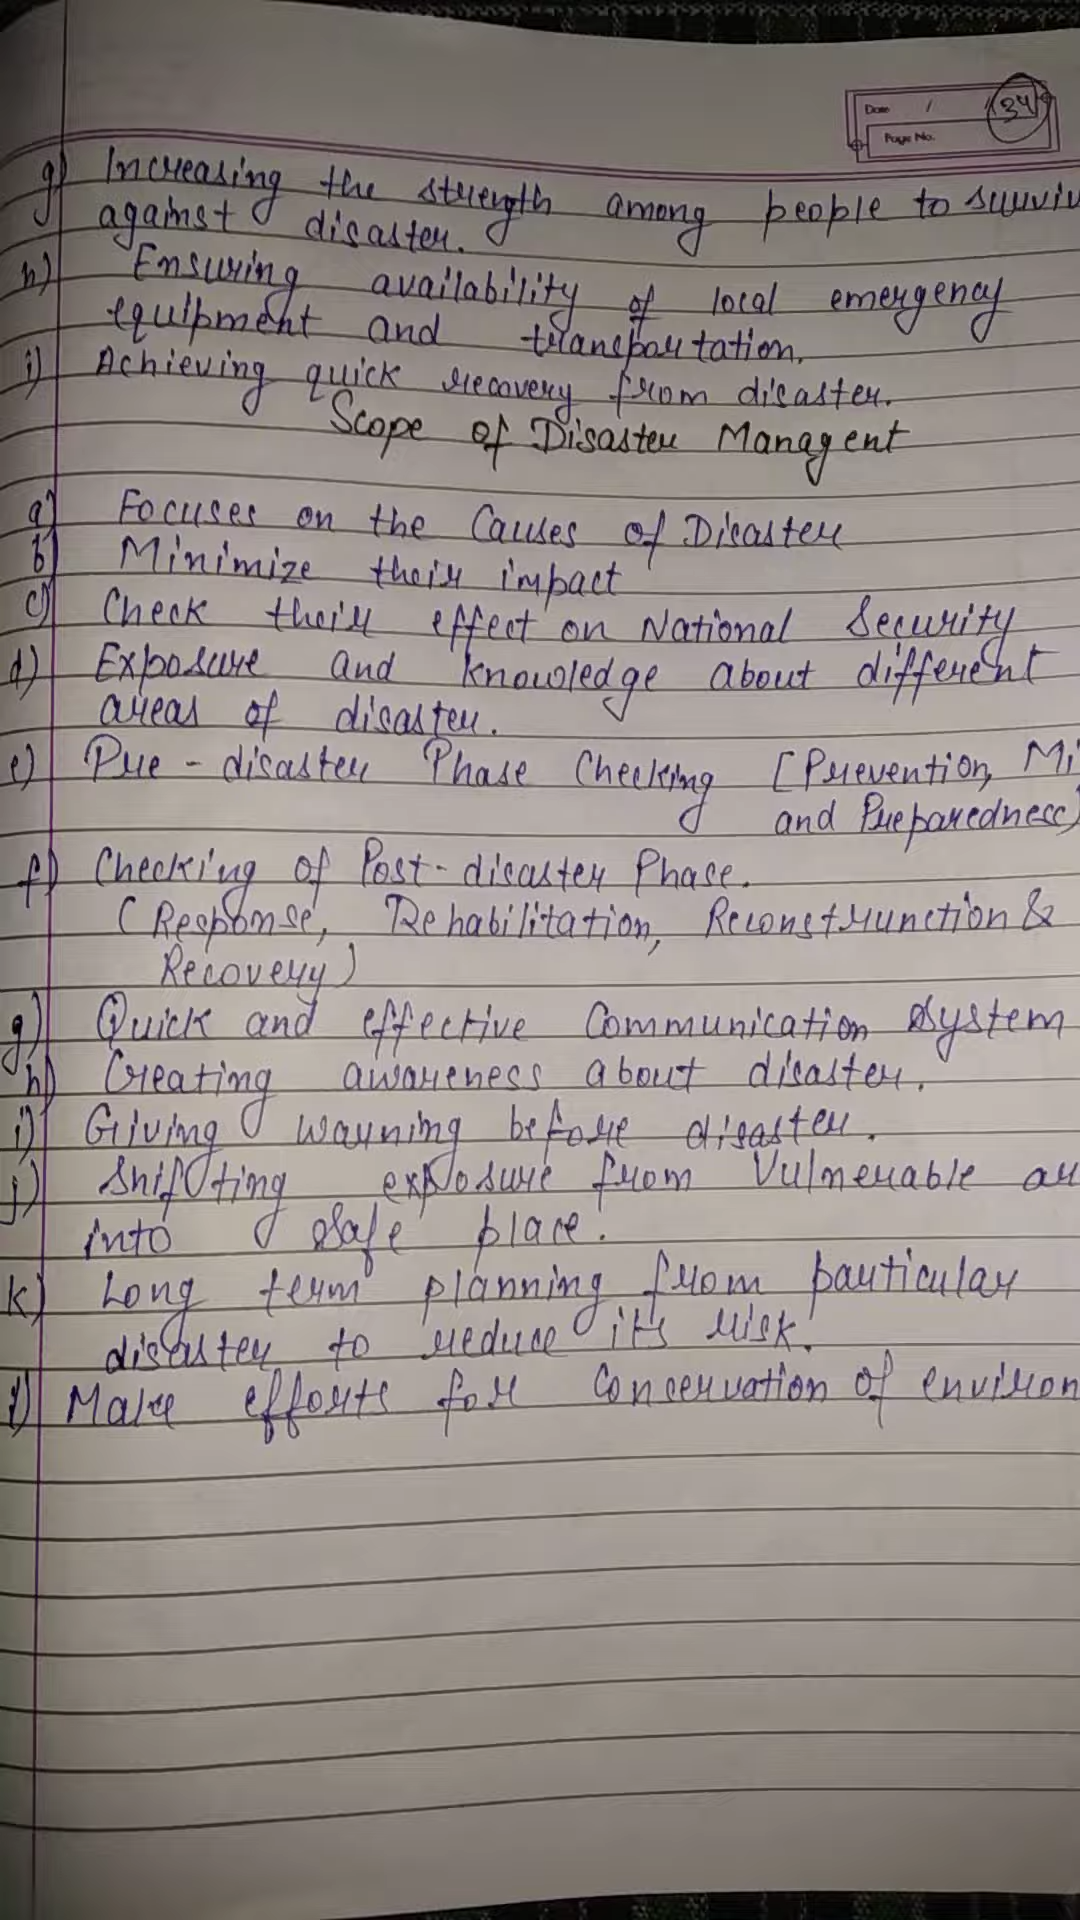 Date / / 34
Page No.
g) Increasing the strength among people to surviv
against disaster.
h) Ensuring availability of local emergency
equipment and transportation.
i) Achieving quick recovery from disaster.
Scope of Disaster Managent
a) Focuses on the Causes of Disaster
b) Minimize their impact
c) Check their effect on National Security
d) Exposure and knowledge about different
areas of disaster.
e) Pre-disaster Phase Checking [Prevention, Mi
and Preparedness)
f) Checking of Post-disaster Phase.
(Response, Rehabilitation, Reconstrunction &
Recovery)
g) Quick and effective Communication System
h) Creating awareness about disaster.
i) Giving warning before disaster.
j) Shifting exposure from Vulnerable ar
into safe place.
k) Long term planning from particular
disaster to reduce it's risk.
l) Make efforts for Conservation of environ